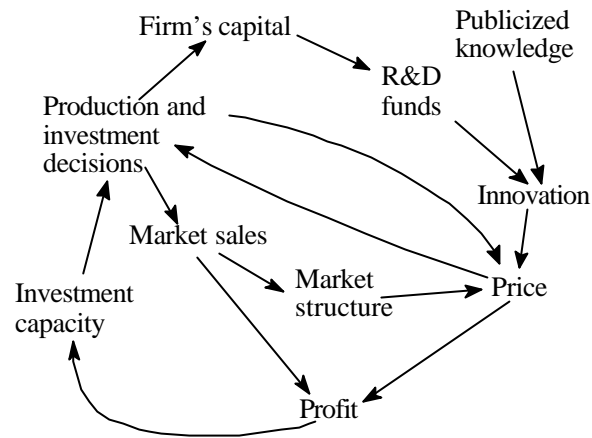 Firm's capital
Publicized
knowledge
R&D
funds
Production and
investment
decisions
Innovation
Market sales
Market
structure
Price
Investment
capacity
Profit